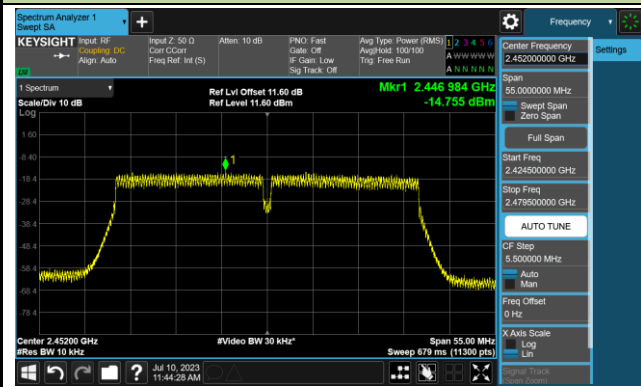 Spectrum Analyzer 1
Swept SA
Frequency
KEYSIGHT
Input: RF
Coupling: DC
Align: Auto
Input Z: 50 Ω
Corr CCorr
Freq Ref: Int (S)
Atten: 10 dB
PNO: Fast
Gate: Off
IF Gain: Low
Sig Track: Off
Avg Type: Power (RMS)
Avg|Hold: 100/100
Trig: Free Run
1 2 3 4 5 6
A W W W W W
A N N N N N
1 Spectrum
Scale/Div 10 dB
Log
Ref Lvl Offset 11.60 dB
Ref Level 11.60 dBm
Mkr1 2.446 984 GHz
-14.755 dBm
1
1.60
-8.40
-18.4
-28.4
-38.4
-48.4
-58.4
-68.4
-78.4
Center 2.45200 GHz
#Res BW 10 kHz
#Video BW 30 kHz*
Span 55.00 MHz
Sweep 679 ms (11300 pts)
Jul 10, 2023
11:44:28 AM
Center Frequency
2.452000000 GHz
Settings
Span
55.0000000 MHz
Swept Span
Zero Span
Full Span
Start Freq
2.424500000 GHz
Stop Freq
2.479500000 GHz
AUTO TUNE
CF Step
5.500000 MHz
Auto
Man
Freq Offset
0 Hz
X Axis Scale
Log
Lin
Signal Track
(Span Zoom)